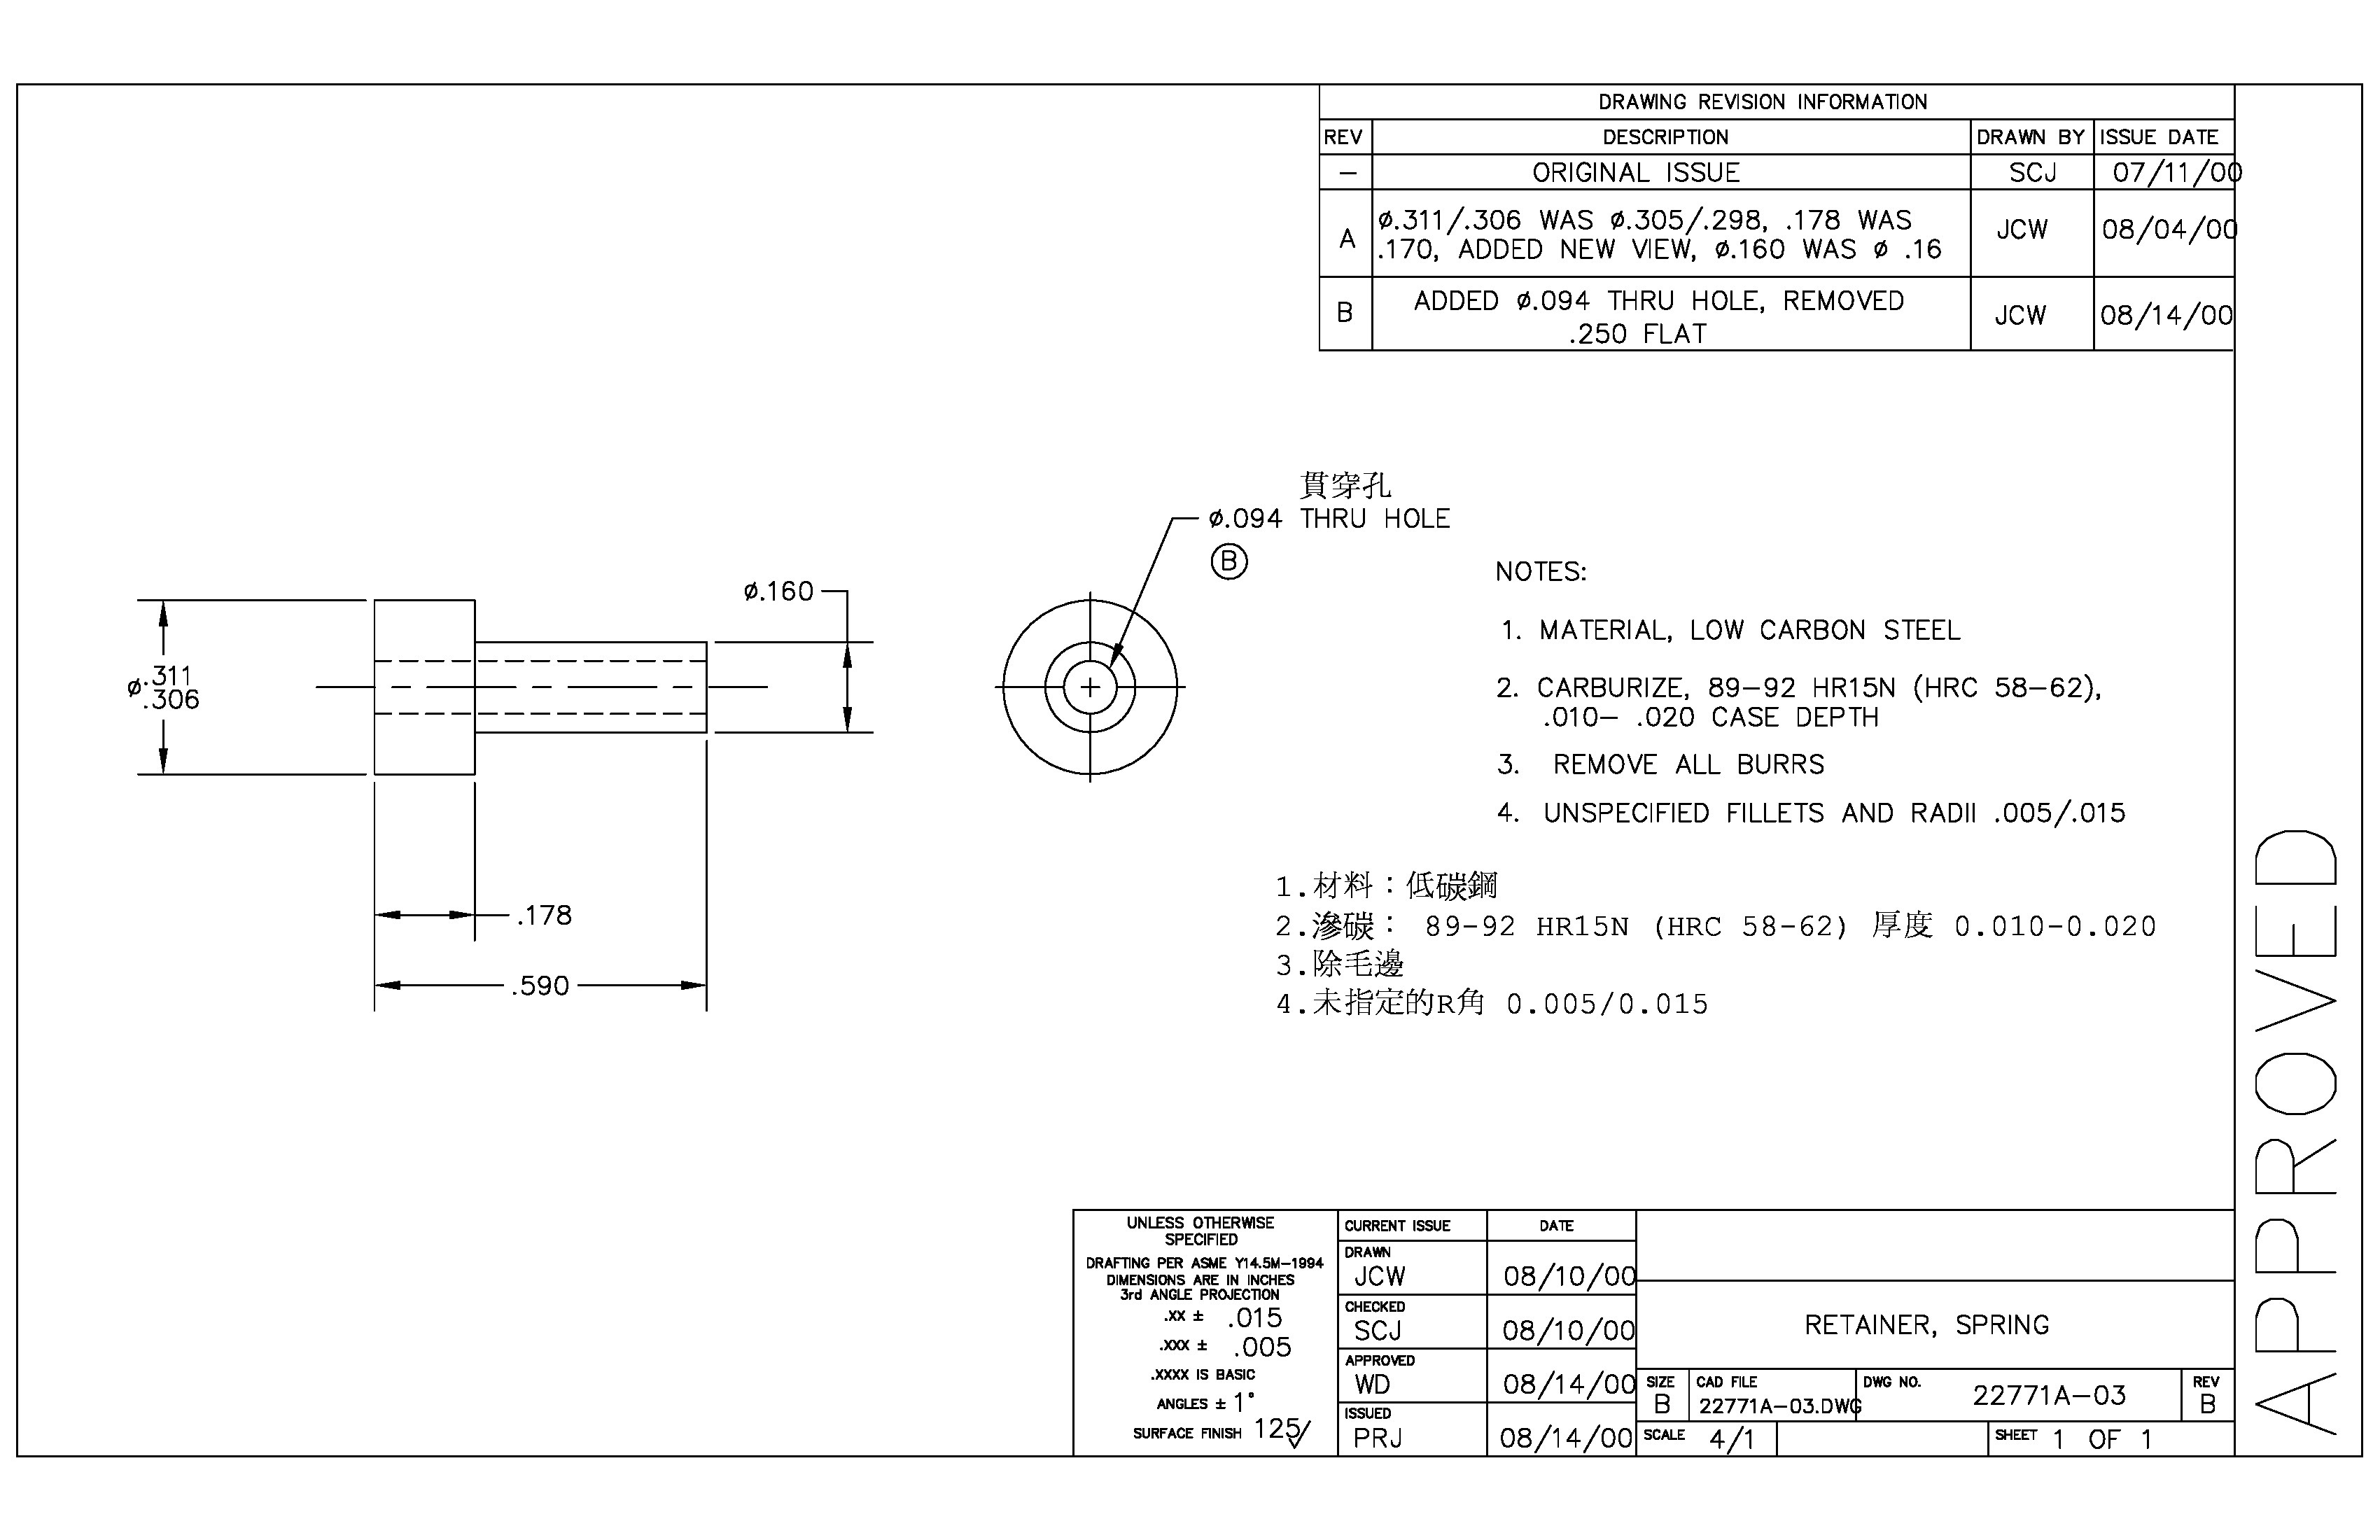 DRAWING REVISION INFORMATION
REV DESCRIPTION DRAWN BY ISSUE DATE
– ORIGINAL ISSUE SCJ 07/11/00
A ø.311/.306 WAS ø.305/.298, .178 WAS
.170, ADDED NEW VIEW, ø.160 WAS ø .16 JCW 08/04/00
B ADDED ø.094 THRU HOLE, REMOVED
.250 FLAT JCW 08/14/00
貫穿孔
ø.094 THRU HOLE
B
ø.160
ø.311
.306
.178
.590
NOTES:
1. MATERIAL, LOW CARBON STEEL
2. CARBURIZE, 89–92 HR15N (HRC 58–62),
.010– .020 CASE DEPTH
3. REMOVE ALL BURRS
4. UNSPECIFIED FILLETS AND RADII .005/.015
1.材料：低碳鋼
2.滲碳： 89-92 HR15N (HRC 58-62) 厚度 0.010-0.020
3.除毛邊
4.未指定的R角 0.005/0.015
UNLESS OTHERWISE
SPECIFIED
DRAFTING PER ASME Y14.5M–1994
DIMENSIONS ARE IN INCHES
3rd ANGLE PROJECTION
.XX ± .015
.XXX ± .005
.XXXX IS BASIC
ANGLES ± 1°
SURFACE FINISH 125
CURRENT ISSUE DATE
DRAWN
JCW 08/10/00
CHECKED
SCJ 08/10/00
APPROVED
WD 08/14/00
ISSUED
PRJ 08/14/00
RETAINER, SPRING
SIZE B
CAD FILE
22771A–03.DWG
DWG NO. 22771A–03
REV B
SCALE 4/1
SHEET 1 OF 1
APPROVED